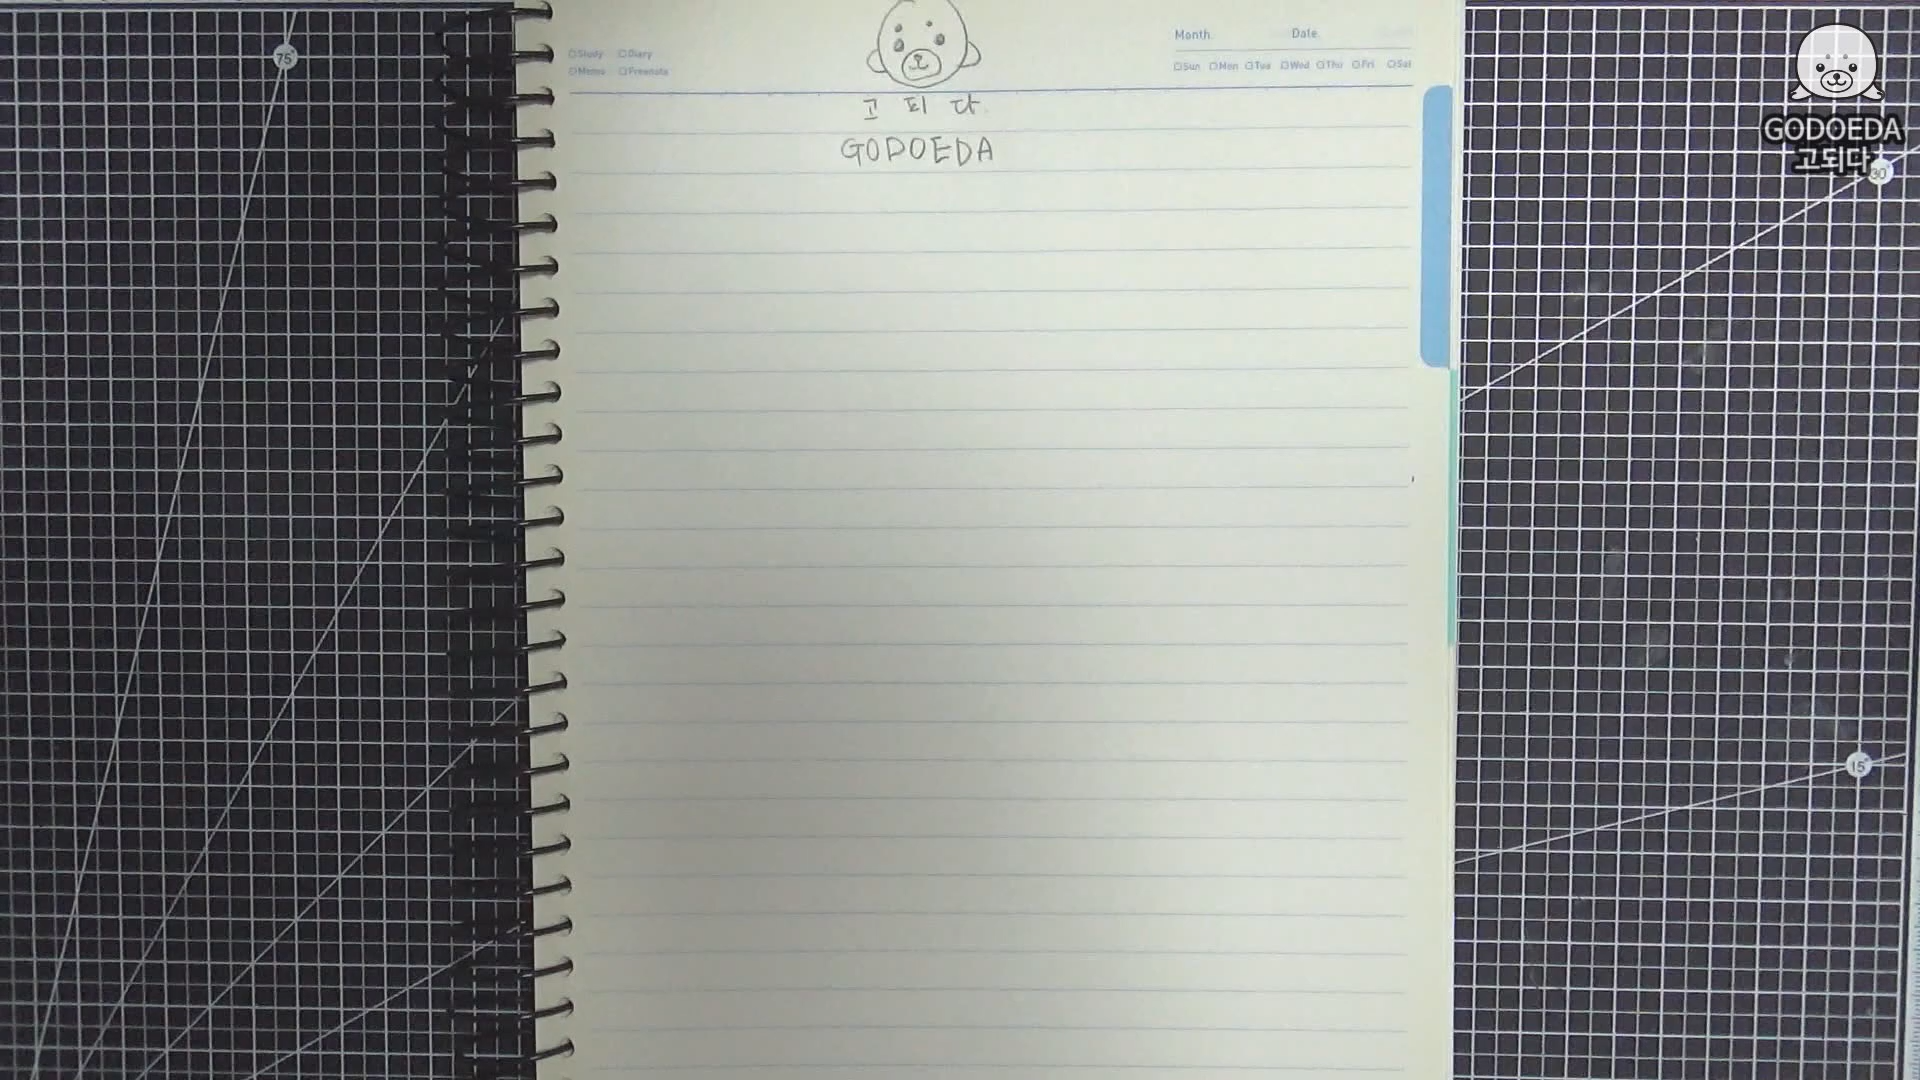 75°
□Study □Diary
□Memo □Freenote
Month. Date.
□Sun □Mon □Tue □Wed □Thu □Fri □Sat
고 되 다
GODOEDA
GODOEDA
고되다
30°
15°